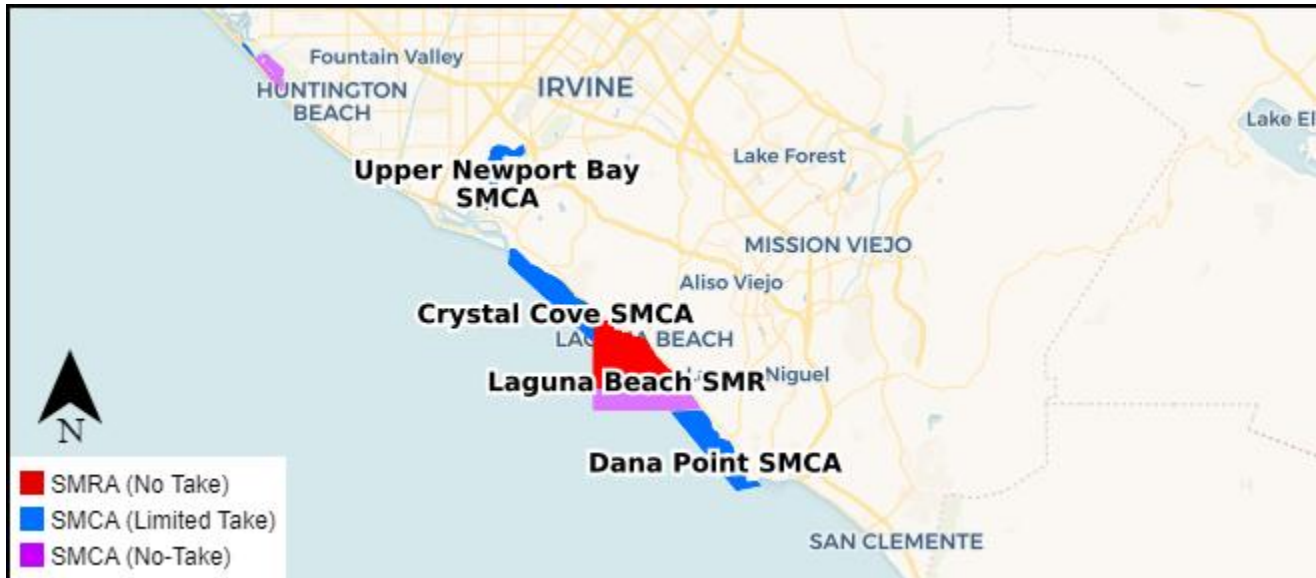 Fountain Valley
HUNTINGTON
BEACH
IRVINE
Lake El
Upper Newport Bay
SMCA
Lake Forest
MISSION VIEJO
Aliso Viejo
Crystal Cove SMCA
BEACH
Laguna Beach SMR
Niguel
Dana Point SMCA
N
SMRA (No Take)
SMCA (Limited Take)
SMCA (No-Take)
SAN CLEMENTE